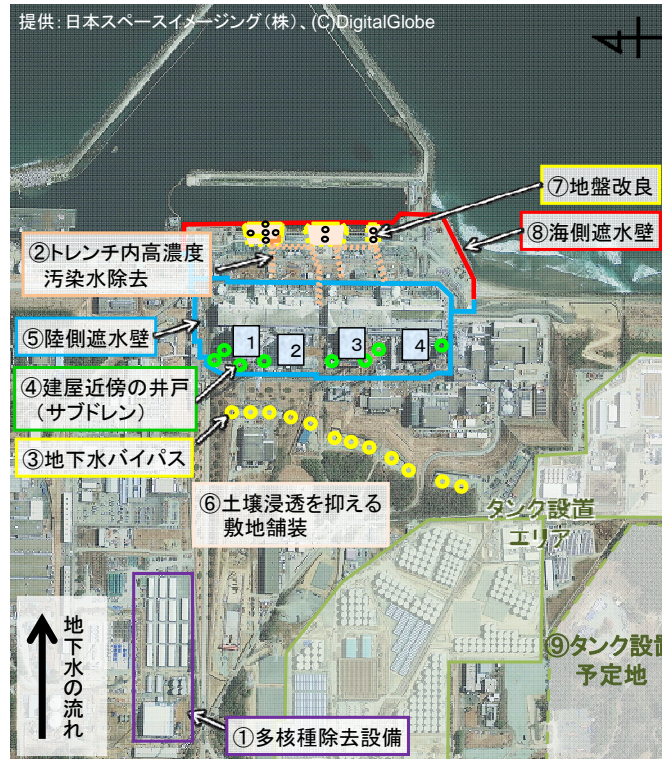 提供：日本スペースイメージング（株）、(C)DigitalGlobe
⑦地盤改良
⑧海側遮水壁
②トレンチ内高濃度
汚染水除去
⑤陸側遮水壁
1
2
3
4
④建屋近傍の井戸
（サブドレン）
③地下水バイパス
⑥土壌浸透を抑える
敷地舗装
タンク設置
エリア
⑨タンク設置
予定地
地下水の流れ
①多核種除去設備